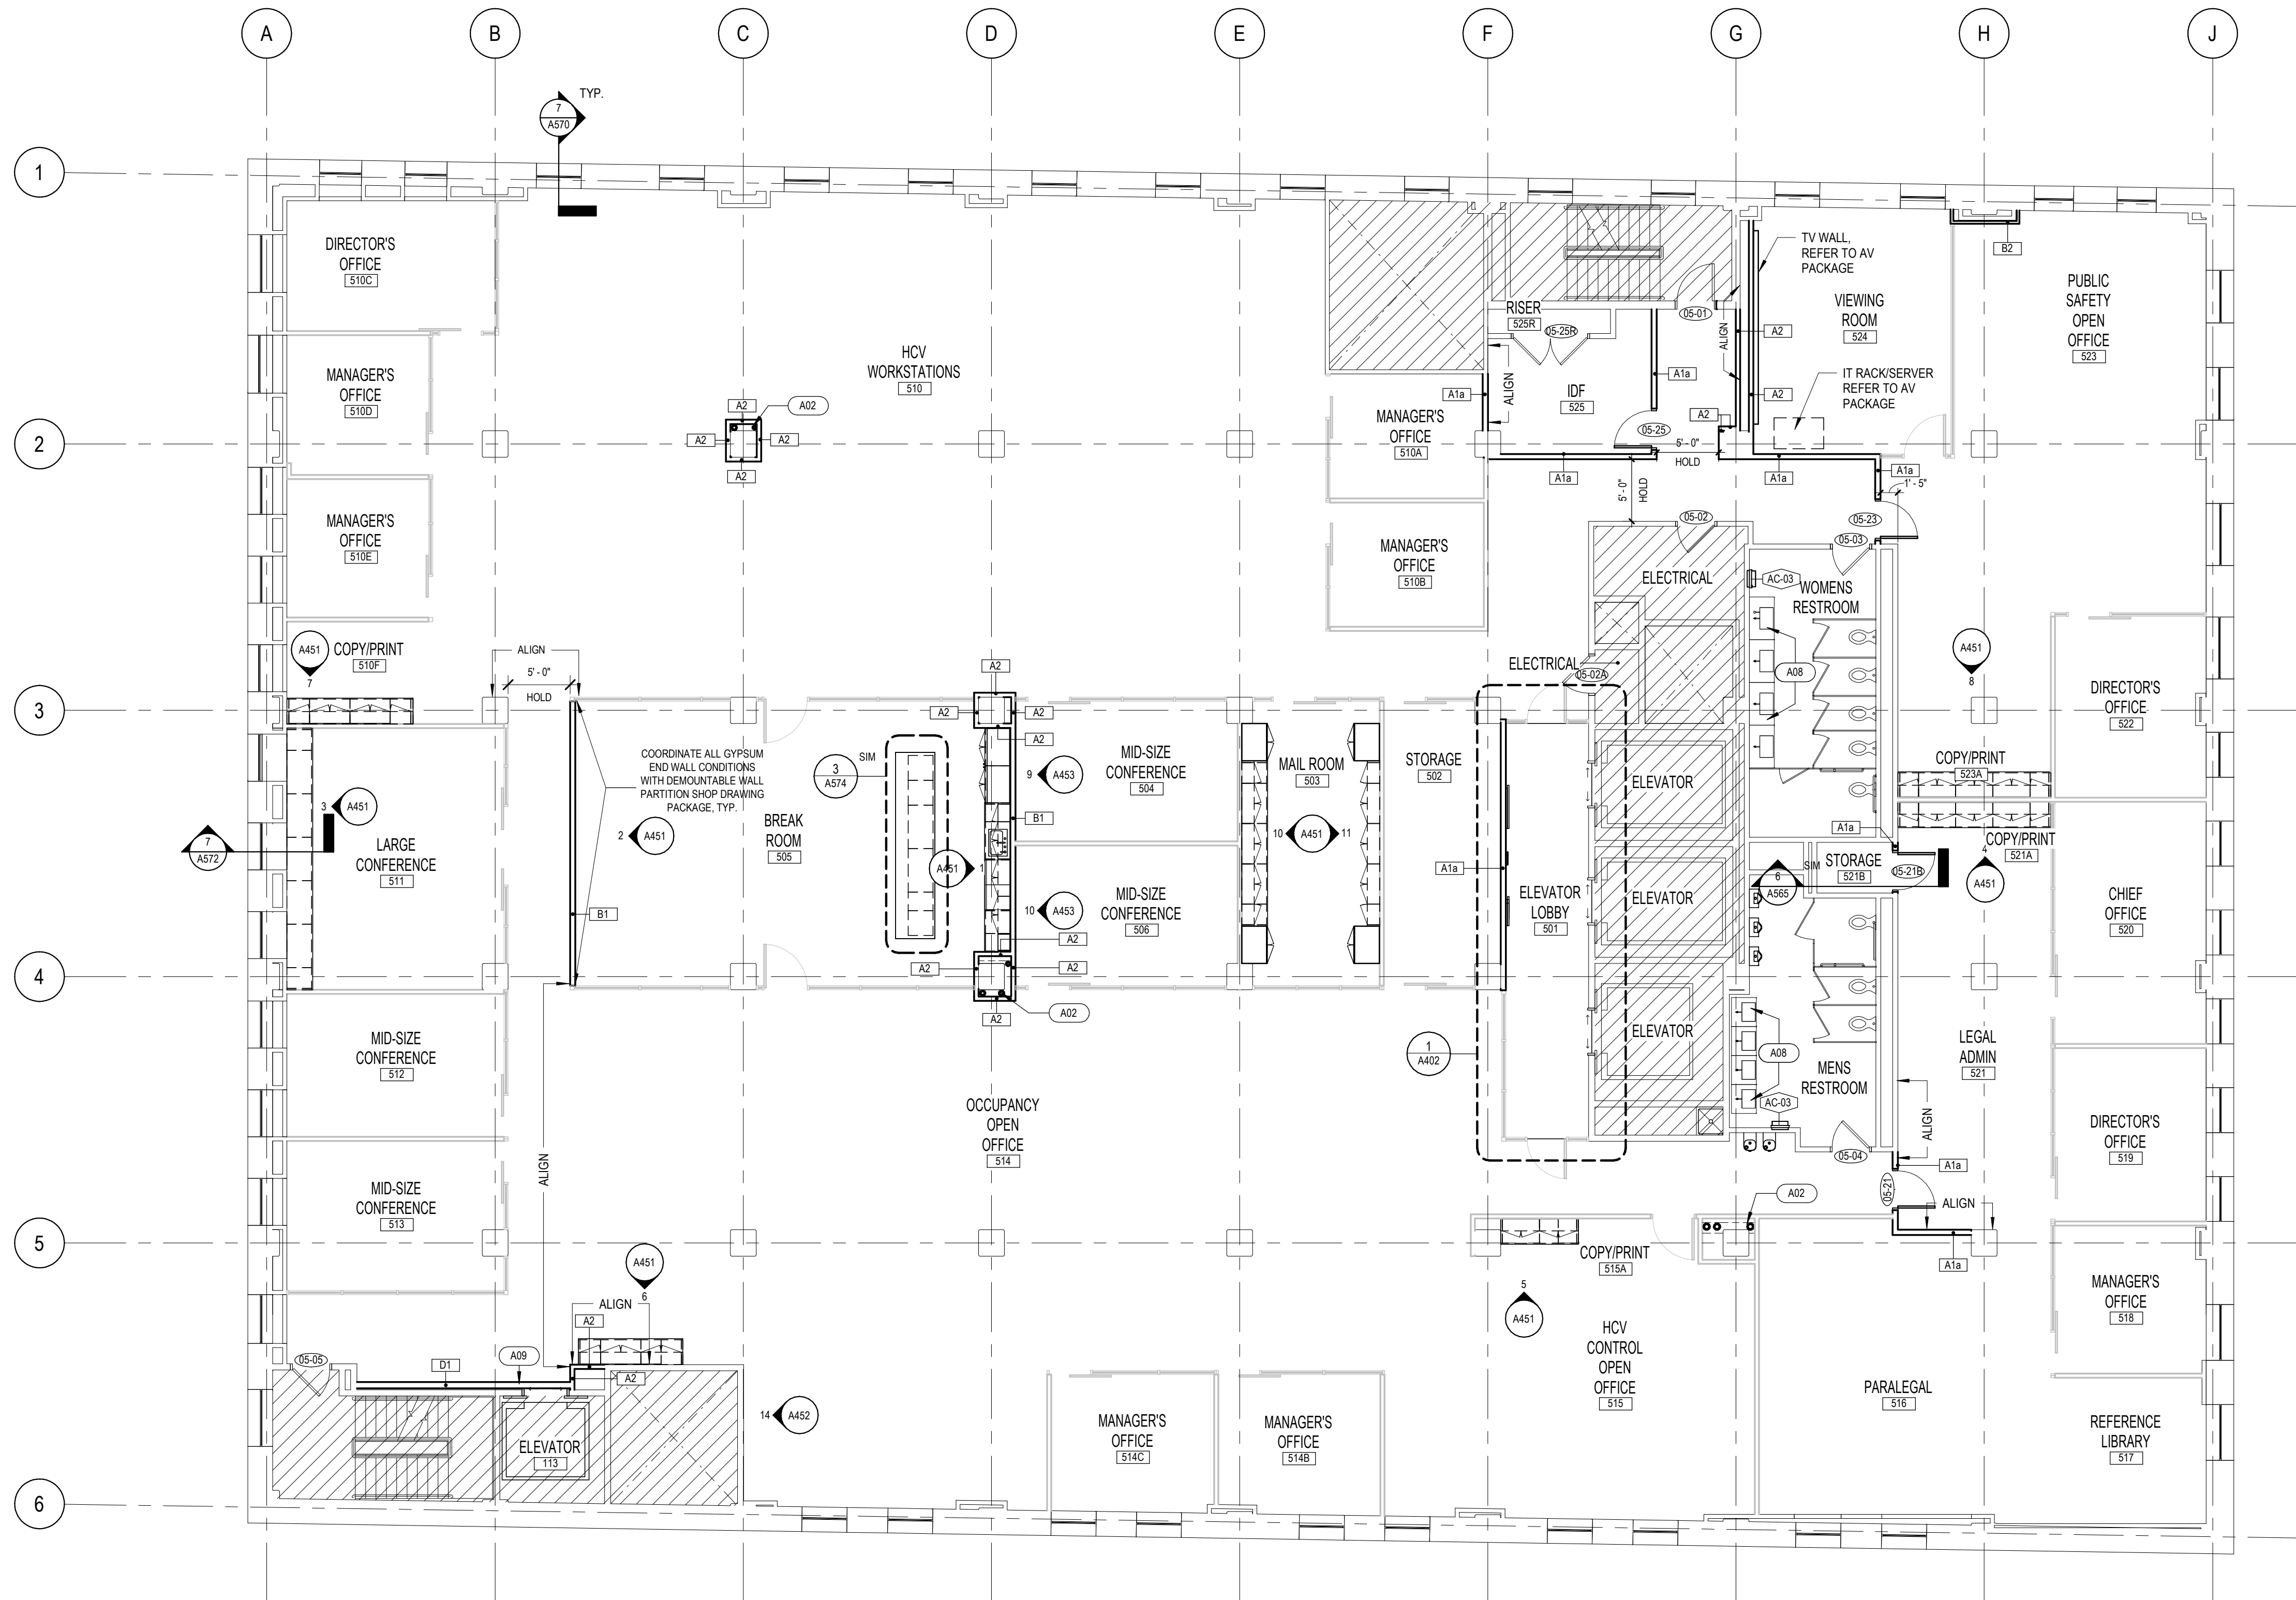 A
B
C
D
E
F
G
H
J
TYP.
7
A570
1
DIRECTOR'S
OFFICE
510C
TV WALL,
REFER TO AV
PACKAGE
B2
PUBLIC
SAFETY
OPEN
OFFICE
523
VIEWING
ROOM
524
RISER
525R
05-25R
05-01
ALIGN
A2
HCV
WORKSTATIONS
510
MANAGER'S
OFFICE
510D
IT RACK/SERVER
REFER TO AV
PACKAGE
A1a
ALIGN
IDF
525
A1a
A2
A2
A02
A2
A2
A2
MANAGER'S
OFFICE
510A
A2
05-25
2
5' - 0"
HOLD
A1a
A1a
A1a
1' - 5"
5' - 0"
HOLD
MANAGER'S
OFFICE
510E
05-02
05-23
05-03
MANAGER'S
OFFICE
510B
ELECTRICAL
AC-03
WOMENS
RESTROOM
A451
7
COPY/PRINT
510F
ALIGN
5' - 0"
HOLD
A2
ELECTRICAL
05-02A
A08
A451
8
DIRECTOR'S
OFFICE
522
3
A2
A2
A2
COORDINATE ALL GYPSUM
END WALL CONDITIONS
WITH DEMOUNTABLE WALL
PARTITION SHOP DRAWING
PACKAGE, TYP.
SIM
3
A574
9
A453
MID-SIZE
CONFERENCE
504
MAIL ROOM
503
STORAGE
502
ELEVATOR
COPY/PRINT
523A
3
A451
7
A572
LARGE
CONFERENCE
511
2
A451
BREAK
ROOM
505
B1
10
A451
11
A1a
COPY/PRINT
521A
A451
1
A1a
SIM
6
A565
STORAGE
521B
05-21B
4
A451
MID-SIZE
CONFERENCE
506
10
A453
ELEVATOR
LOBBY
501
ELEVATOR
CHIEF
OFFICE
520
B1
A2
4
A2
A2
A02
A2
MID-SIZE
CONFERENCE
512
1
A402
ELEVATOR
A08
LEGAL
ADMIN
521
MENS
RESTROOM
AC-03
OCCUPANCY
OPEN
OFFICE
514
ALIGN
DIRECTOR'S
OFFICE
519
05-04
A1a
ALIGN
MID-SIZE
CONFERENCE
513
A02
05-21
ALIGN
5
COPY/PRINT
515A
A1a
A451
6
MANAGER'S
OFFICE
518
ALIGN
A2
5
A451
HCV
CONTROL
OPEN
OFFICE
515
05-05
D1
A09
A2
PARALEGAL
516
14
A452
MANAGER'S
OFFICE
514C
MANAGER'S
OFFICE
514B
REFERENCE
LIBRARY
517
ELEVATOR
113
6